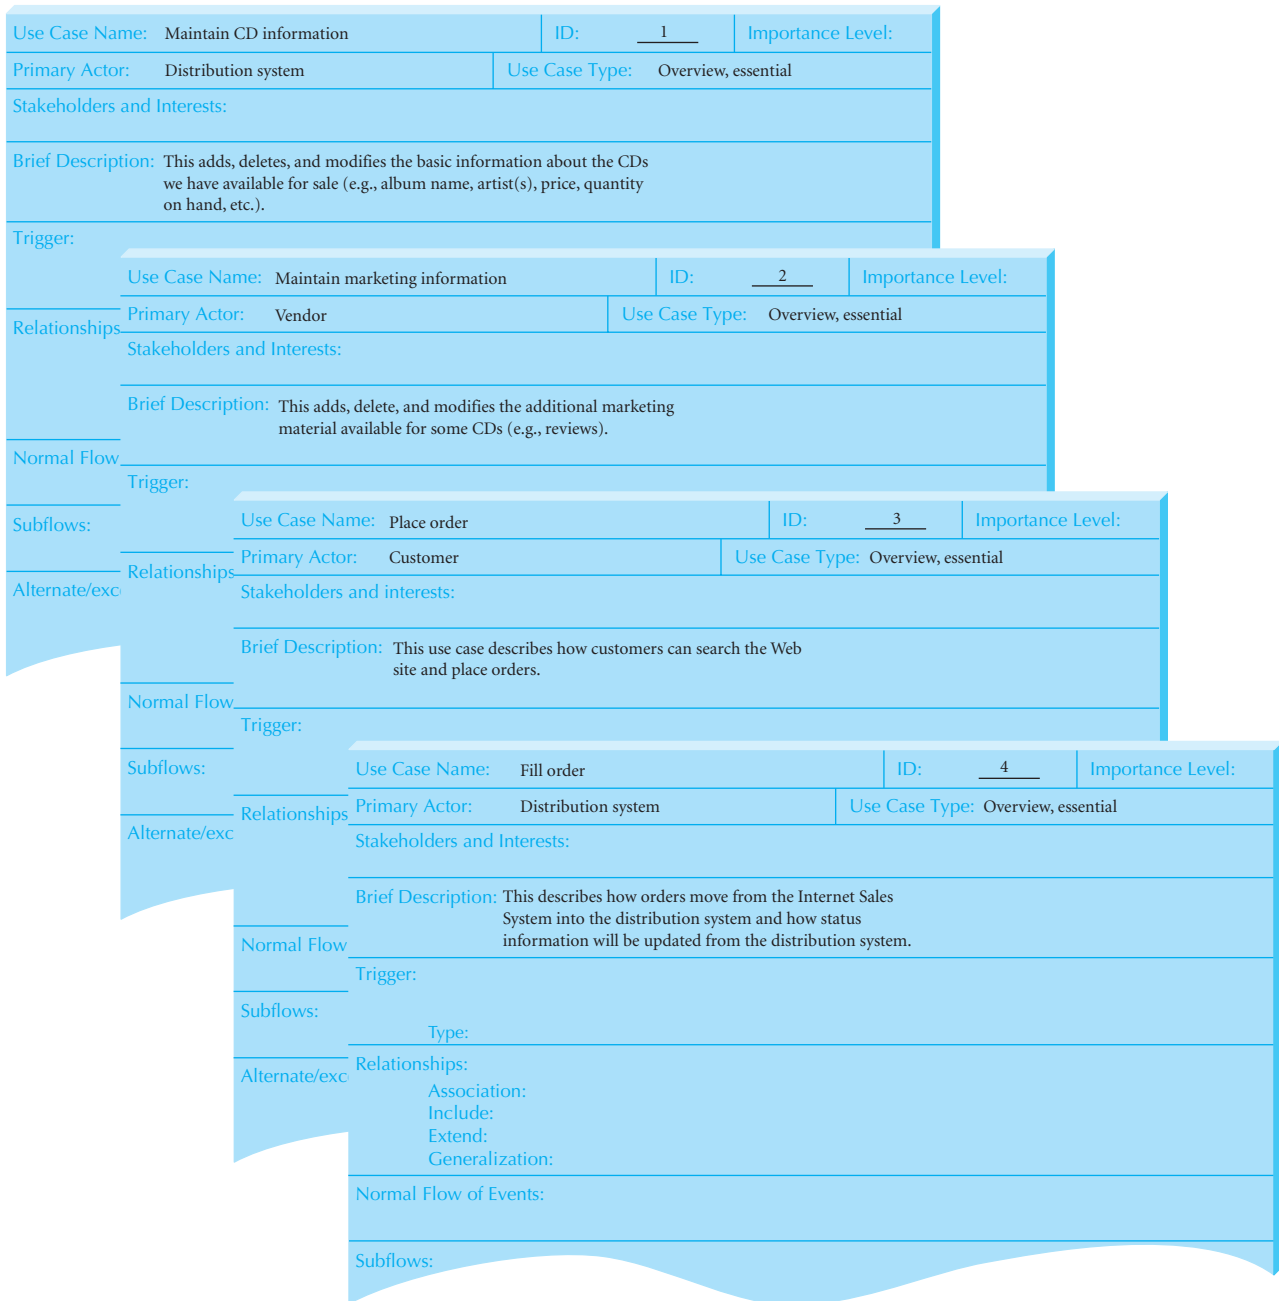 Use Case Name: Maintain CD information ID: 1 Importance Level:
Primary Actor: Distribution system Use Case Type: Overview, essential
Stakeholders and Interests:
Brief Description: This adds, deletes, and modifies the basic information about the CDs
we have available for sale (e.g., album name, artist(s), price, quantity
on hand, etc.).
Trigger:
Relationships
Normal Flow
Subflows:
Alternate/exc
Use Case Name: Maintain marketing information ID: 2 Importance Level:
Primary Actor: Vendor Use Case Type: Overview, essential
Stakeholders and Interests:
Brief Description: This adds, delete, and modifies the additional marketing
material available for some CDs (e.g., reviews).
Trigger:
Relationships
Normal Flow
Subflows:
Alternate/exc
Use Case Name: Place order ID: 3 Importance Level:
Primary Actor: Customer Use Case Type: Overview, essential
Stakeholders and interests:
Brief Description: This use case describes how customers can search the Web
site and place orders.
Trigger:
Relationships
Normal Flow
Subflows:
Alternate/exc
Use Case Name: Fill order ID: 4 Importance Level:
Primary Actor: Distribution system Use Case Type: Overview, essential
Stakeholders and Interests:
Brief Description: This describes how orders move from the Internet Sales
System into the distribution system and how status
information will be updated from the distribution system.
Trigger:
Type:
Relationships:
Association:
Include:
Extend:
Generalization:
Normal Flow of Events:
Subflows: